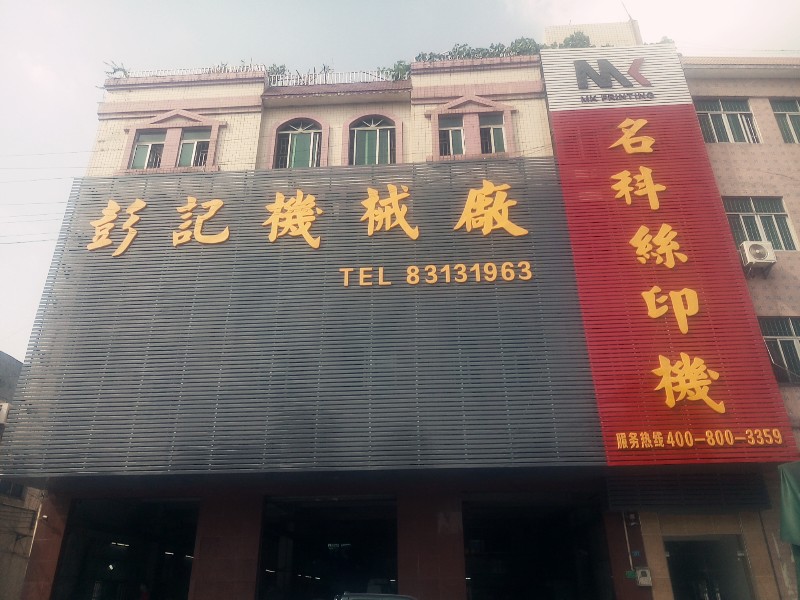 彭記機械廠
TEL 83131963
MK
MK PRINTING
名科絲印機
服务热线400-800-3359